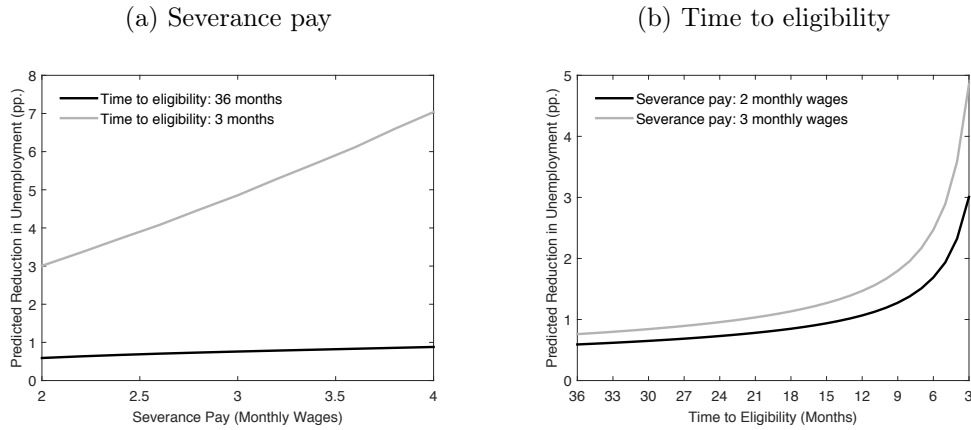 (a) Severance pay
Predicted Reduction in Unemployment (pp.)
8
7
6
5
4
3
2
1
0
Time to eligibility: 36 months
Time to eligibility: 3 months
2 2.5 3 3.5 4
Severance Pay (Monthly Wages)
(b) Time to eligibility
Predicted Reduction in Unemployment (pp.)
5
4
3
2
1
0
Severance pay: 2 monthly wages
Severance pay: 3 monthly wages
36 33 30 27 24 21 18 15 12 9 6 3
Time to Eligibility (Months)